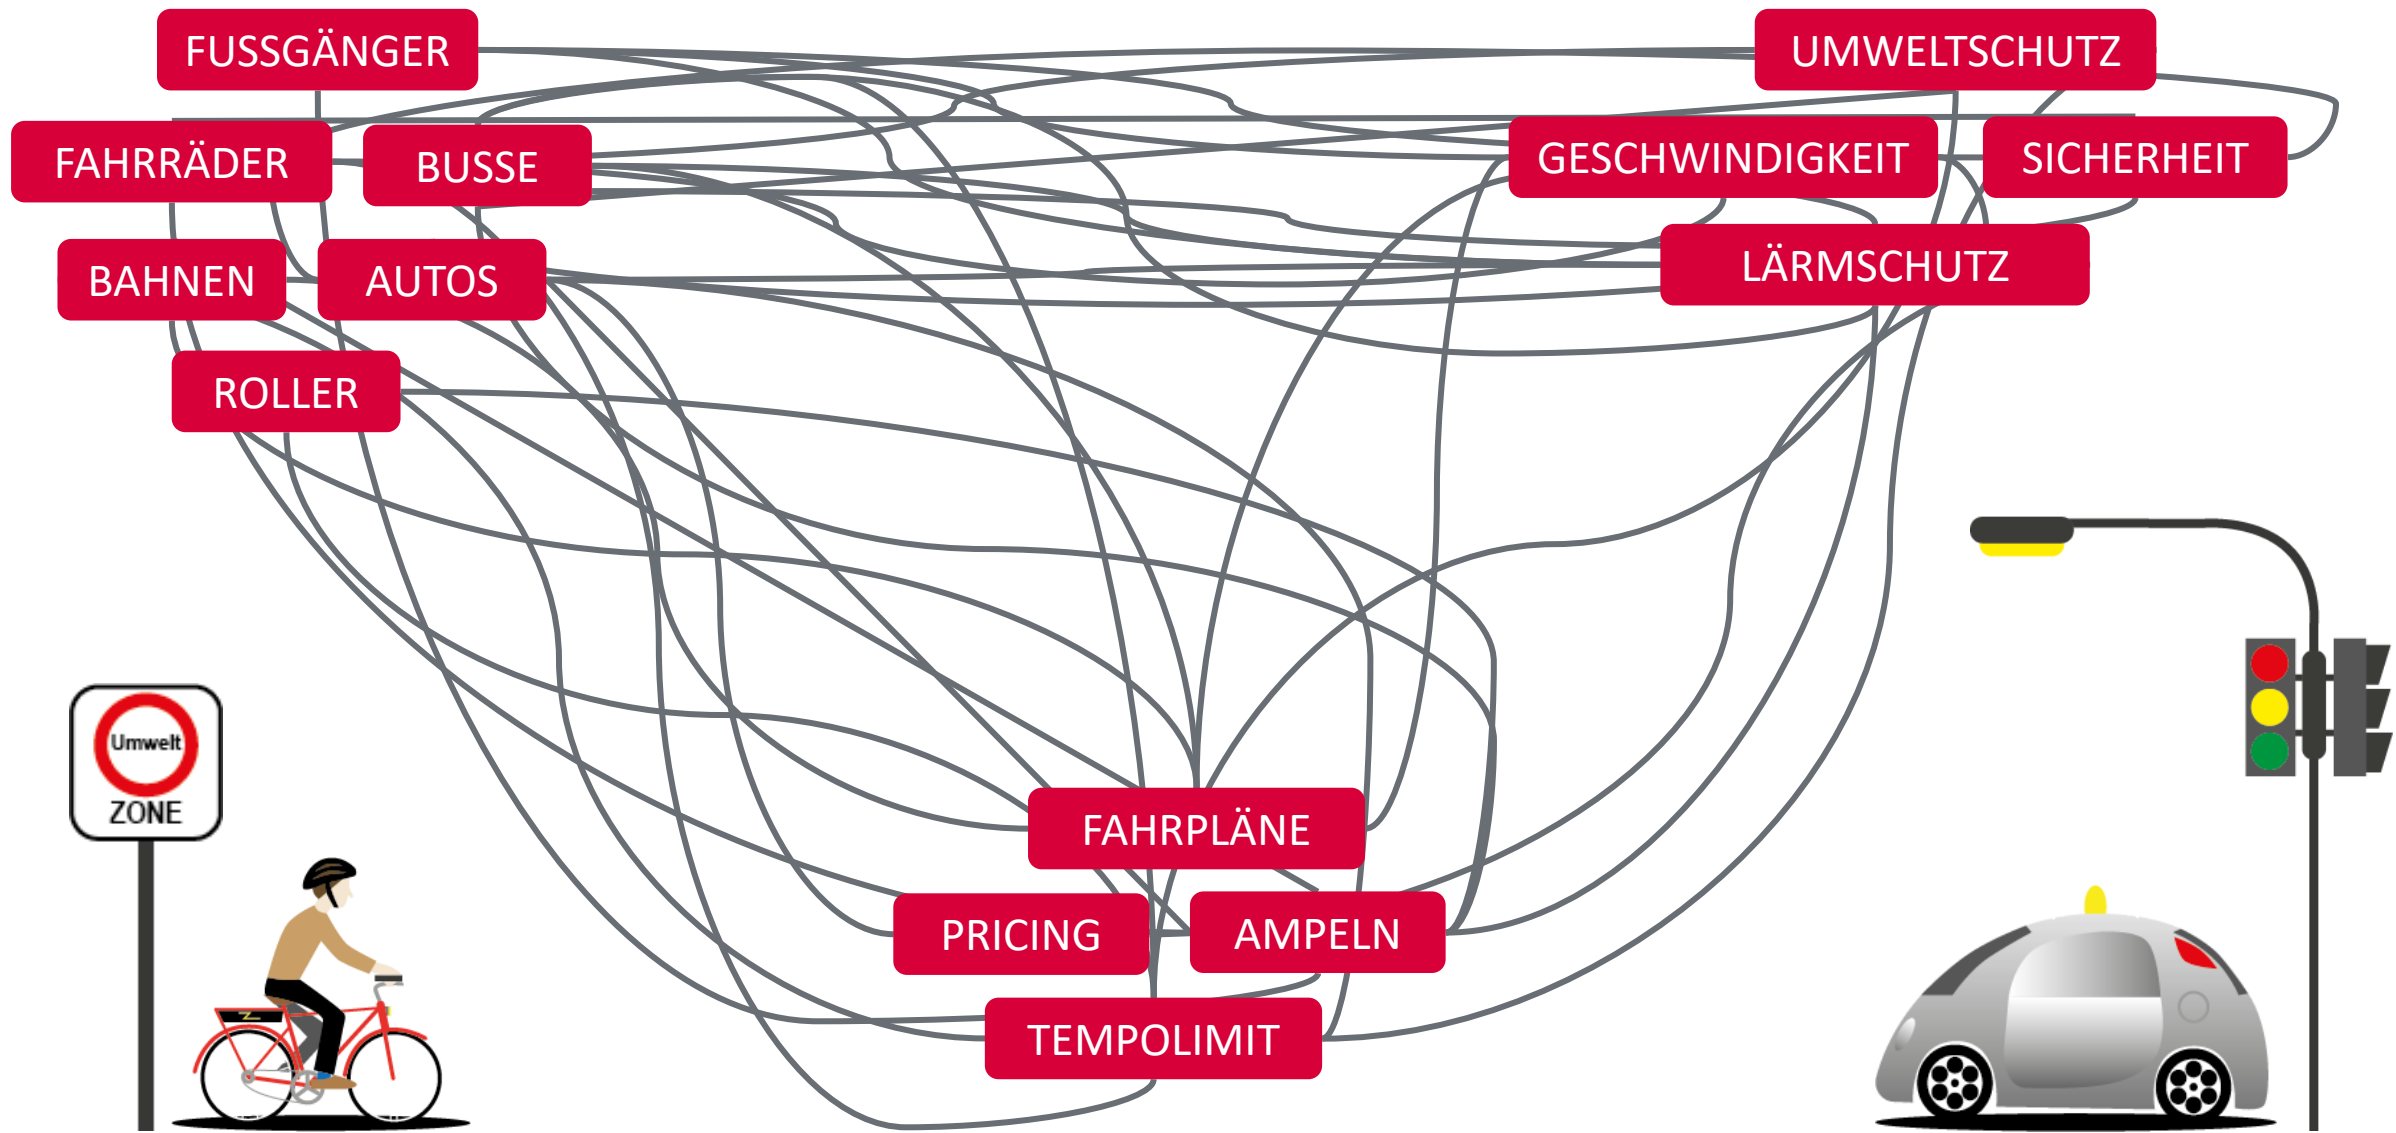 FUSSGÄNGER
UMWELTSCHUTZ
FAHRRÄDER
BUSSE
GESCHWINDIGKEIT
SICHERHEIT
BAHNEN
AUTOS
LÄRMSCHUTZ
ROLLER
Umwelt
ZONE
FAHRPLÄNE
PRICING
AMPELN
TEMPOLIMIT